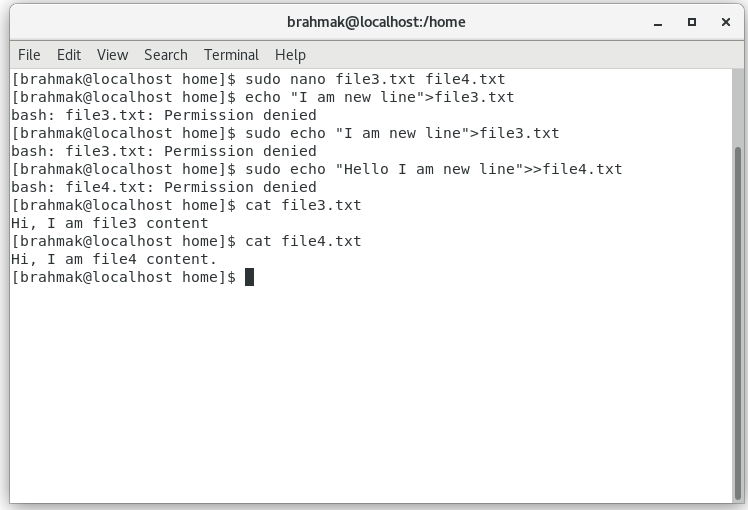 brahmak@localhost:/home
File Edit View Search Terminal Help
[brahmak@localhost home]$ sudo nano file3.txt file4.txt
[brahmak@localhost home]$ echo "I am new line">file3.txt
bash: file3.txt: Permission denied
[brahmak@localhost home]$ sudo echo "I am new line">file3.txt
bash: file3.txt: Permission denied
[brahmak@localhost home]$ sudo echo "Hello I am new line">>file4.txt
bash: file4.txt: Permission denied
[brahmak@localhost home]$ cat file3.txt
Hi, I am file3 content
[brahmak@localhost home]$ cat file4.txt
Hi, I am file4 content.
[brahmak@localhost home]$